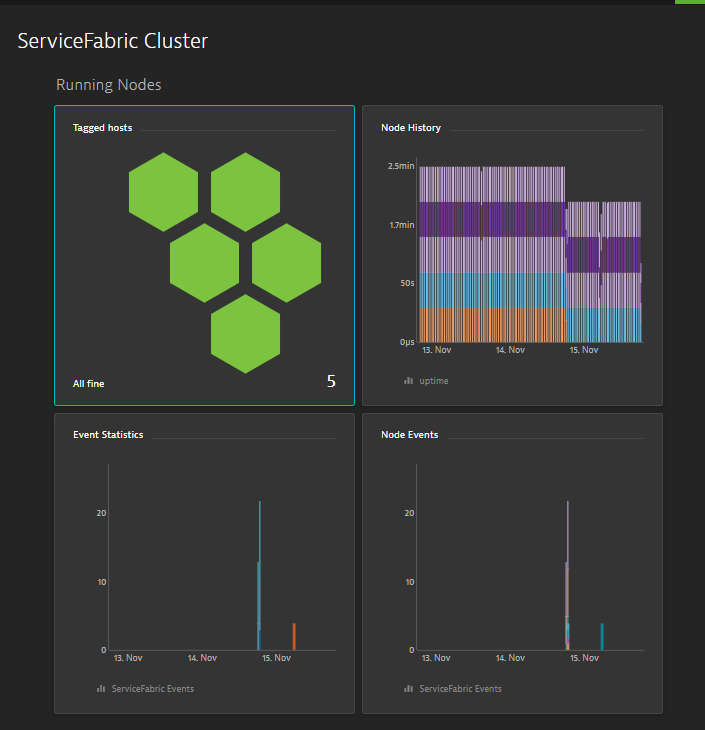 ServiceFabric Cluster
Running Nodes
Tagged hosts
All fine
5
Node History
2.5min
1.7min
50s
0µs
13. Nov 14. Nov 15. Nov
uptime
Event Statistics
20
10
0
13. Nov 14. Nov 15. Nov
ServiceFabric Events
Node Events
20
10
0
13. Nov 14. Nov 15. Nov
ServiceFabric Events